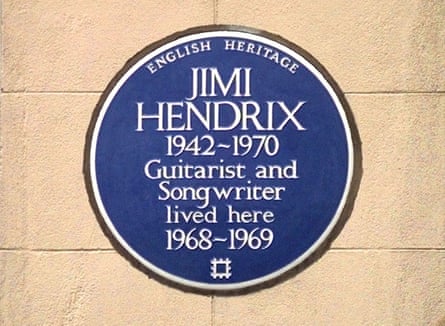 ENGLISH HERITAGE
JIMI
HENDRIX
1942~1970
Guitarist and
Songwriter
lived here
1968~1969